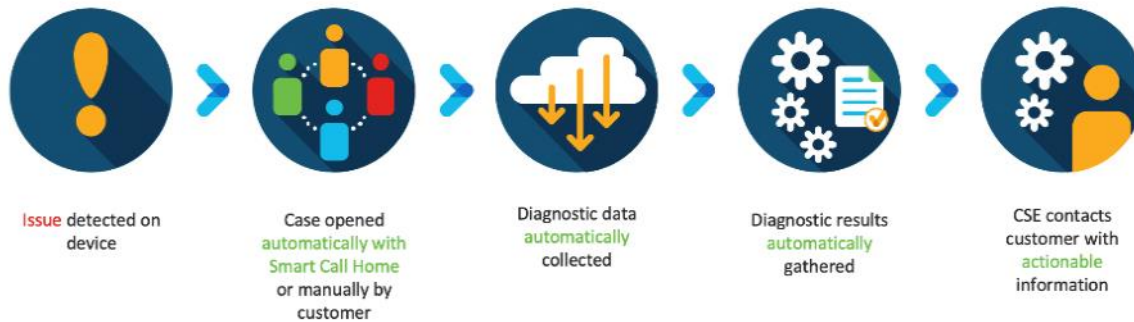 Issue detected on
device
Case opened
automatically with
Smart Call Home
or manually by
customer
Diagnostic data
automatically
collected
Diagnostic results
automatically
gathered
CSE contacts
customer with
actionable
information